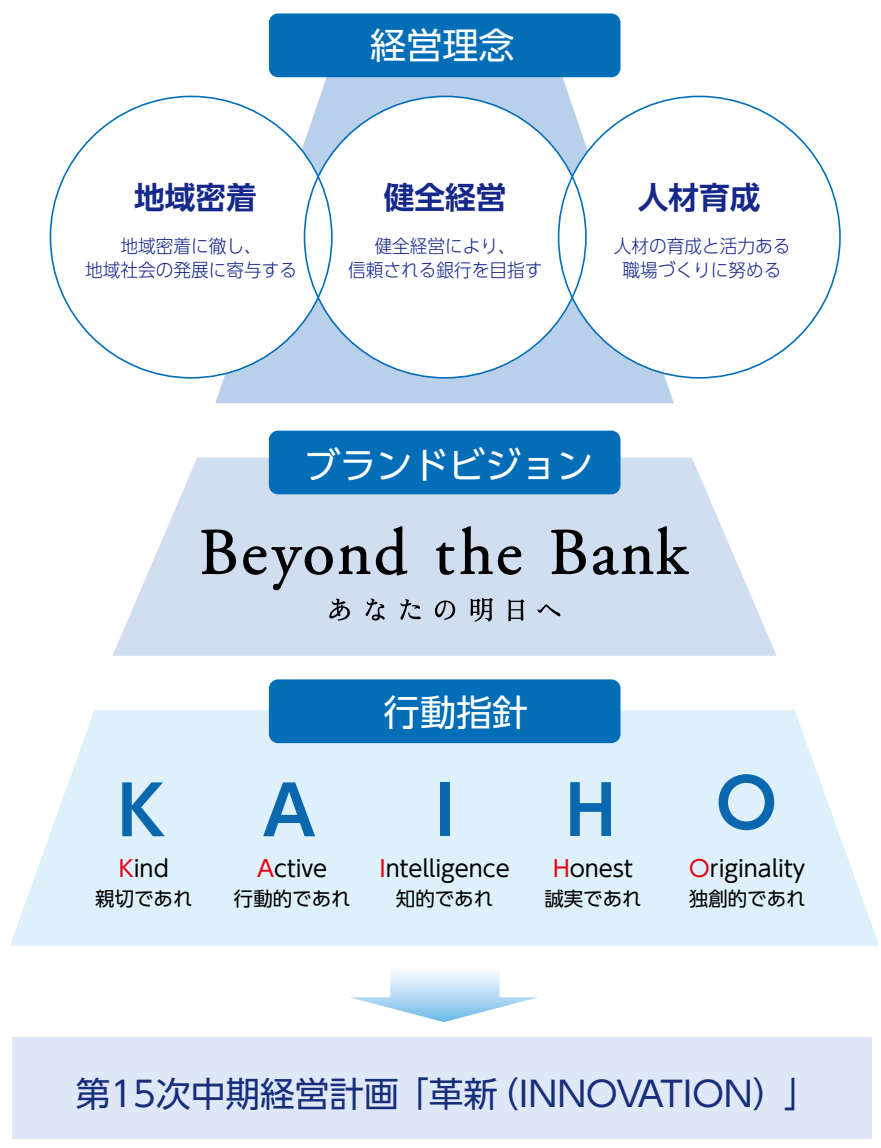 経営理念
地域密着
地域密着に徹し、
地域社会の発展に寄与する
健全経営
健全経営により、
信頼される銀行を目指す
人材育成
人材の育成と活力ある
職場づくりに努める
ブランドビジョン
Beyond the Bank
あなたの明日へ
行動指針
K A I H O
Kind Active Intelligence Honest Originality
親切であれ 行動的であれ 知的であれ 誠実であれ 独創的であれ
第15次中期経営計画「革新(INNOVATION)」